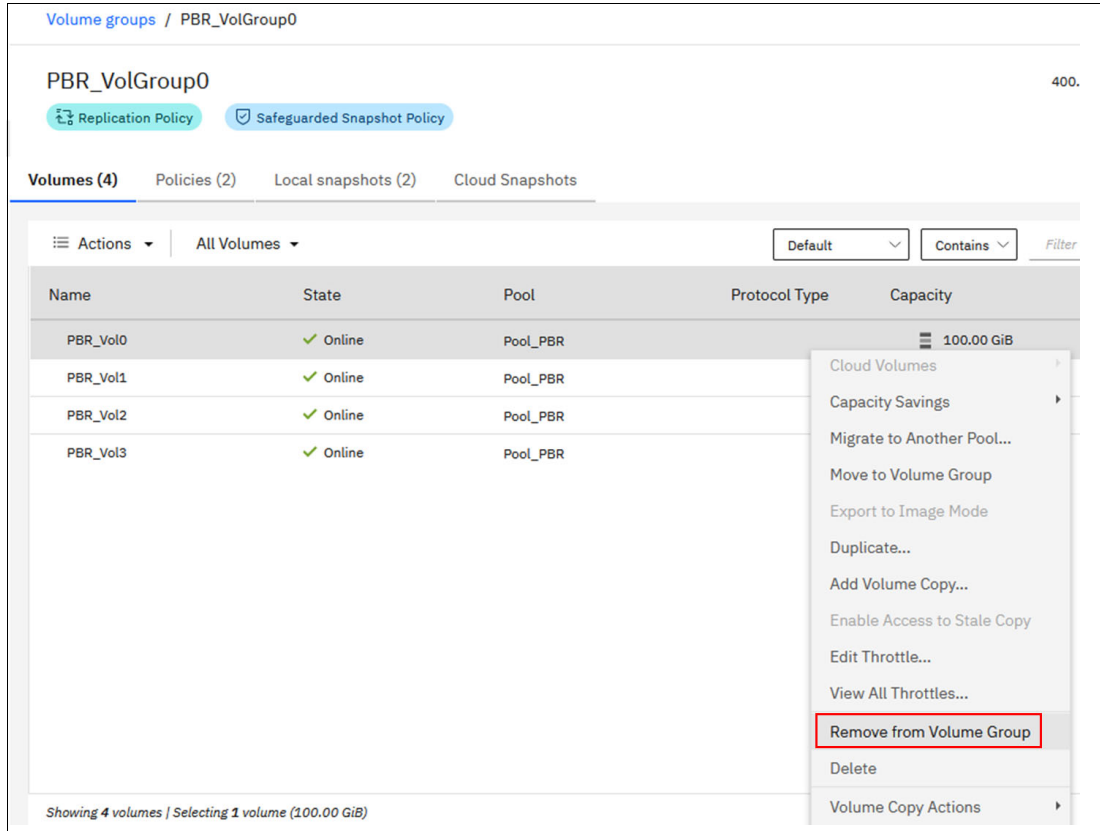 Volume groups / PBR_VolGroup0
PBR_VolGroup0
400.
Replication Policy
Safeguarded Snapshot Policy
Volumes (4) Policies (2) Local snapshots (2) Cloud Snapshots
Actions All Volumes Default Contains Filter
Name State Pool Protocol Type Capacity
PBR_Vol0 Online Pool_PBR 100.00 GiB
PBR_Vol1 Online Pool_PBR
PBR_Vol2 Online Pool_PBR
PBR_Vol3 Online Pool_PBR
Cloud Volumes
Capacity Savings
Migrate to Another Pool...
Move to Volume Group
Export to Image Mode
Duplicate...
Add Volume Copy...
Enable Access to Stale Copy
Edit Throttle...
View All Throttles...
Remove from Volume Group
Delete
Volume Copy Actions
Showing 4 volumes | Selecting 1 volume (100.00 GiB)